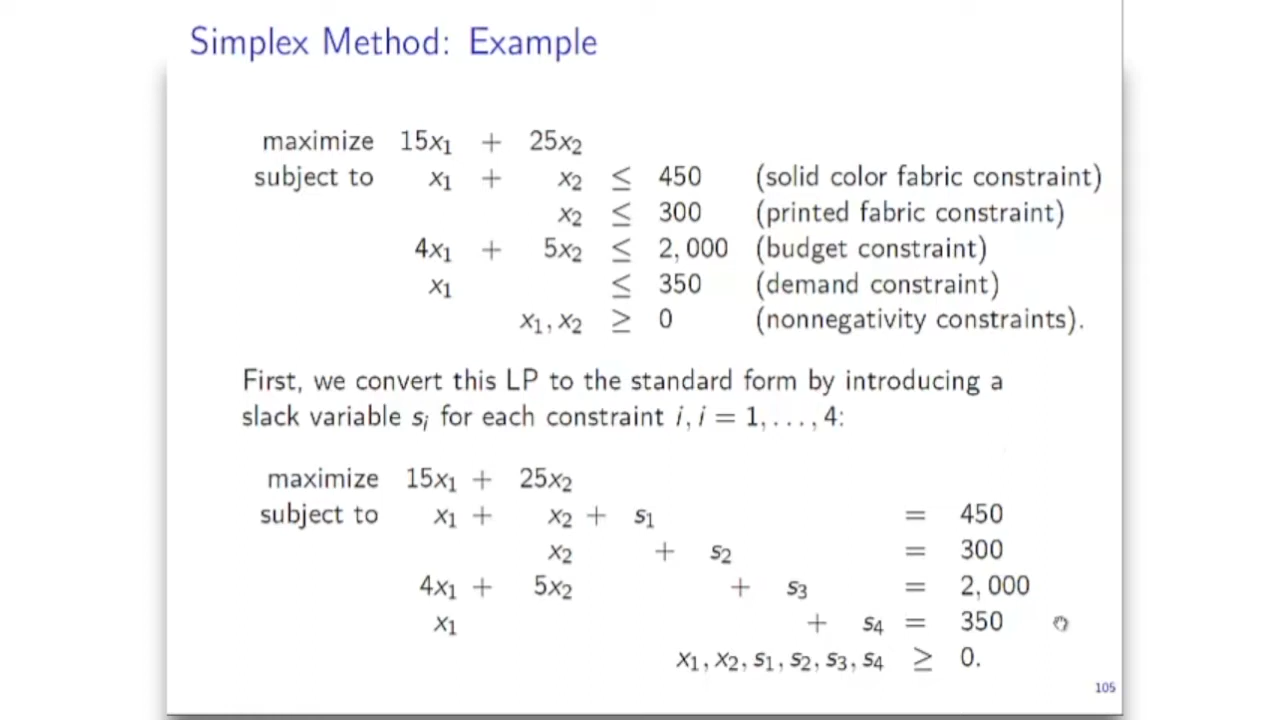 Simplex Method: Example
maximize 15x₁ + 25x₂
subject to x₁ + x₂ ≤ 450 (solid color fabric constraint)
x₂ ≤ 300 (printed fabric constraint)
4x₁ + 5x₂ ≤ 2,000 (budget constraint)
x₁ ≤ 350 (demand constraint)
x₁, x₂ ≥ 0 (nonnegativity constraints).
First, we convert this LP to the standard form by introducing a
slack variable sᵢ for each constraint i, i = 1, . . . , 4:
maximize 15x₁ + 25x₂
subject to x₁ + x₂ + s₁ = 450
x₂ + s₂ = 300
4x₁ + 5x₂ + s₃ = 2,000
x₁ + s₄ = 350
x₁, x₂, s₁, s₂, s₃, s₄ ≥ 0.
105